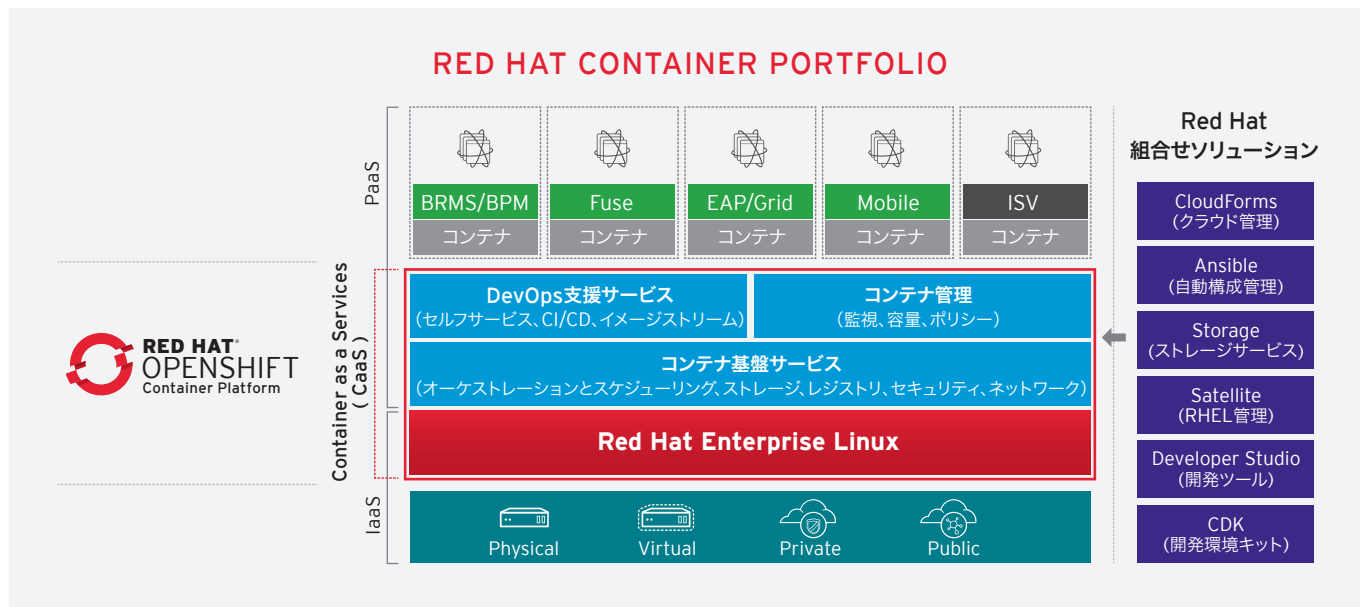 RED HAT CONTAINER PORTFOLIO
PaaS
BRMS/BPM
コンテナ
Fuse
コンテナ
EAP/Grid
コンテナ
Mobile
コンテナ
ISV
コンテナ
RED HAT®
OPENSHIFT
Container Platform
Container as a Services
( CaaS )
DevOps支援サービス
(セルフサービス、CI/CD、イメージストリーム)
コンテナ管理
(監視、容量、ポリシー)
コンテナ基盤サービス
(オーケストレーションとスケジューリング、ストレージ、レジストリ、セキュリティ、ネットワーク)
Red Hat Enterprise Linux
IaaS
Physical
Virtual
Private
Public
Red Hat
組合せソリューション
CloudForms
(クラウド管理)
Ansible
(自動構成管理)
Storage
(ストレージサービス)
Satellite
(RHEL管理)
Developer Studio
(開発ツール)
CDK
(開発環境キット)